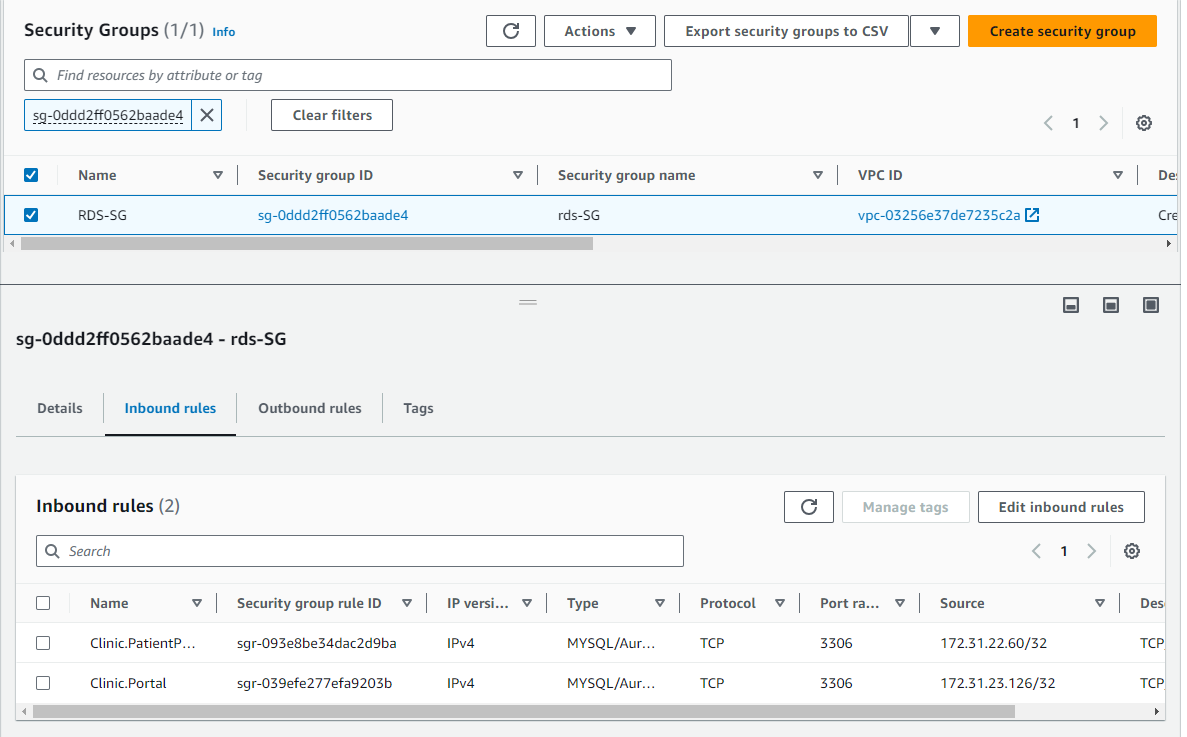 Security Groups (1/1) Info
Actions
Export security groups to CSV
Create security group
Find resources by attribute or tag
sg-0ddd2ff0562baade4
Clear filters
1
Name
Security group ID
Security group name
VPC ID
Des
RDS-SG
sg-0ddd2ff0562baade4
rds-SG
vpc-03256e37de7235c2a
Cre
sg-0ddd2ff0562baade4 - rds-SG
Details
Inbound rules
Outbound rules
Tags
Inbound rules (2)
Manage tags
Edit inbound rules
Search
1
Name
Security group rule ID
IP versi...
Type
Protocol
Port ra...
Source
Des
Clinic.PatientP...
sgr-093e8be34dac2d9ba
IPv4
MYSQL/Aur...
TCP
3306
172.31.22.60/32
TCP
Clinic.Portal
sgr-039efe277efa9203b
IPv4
MYSQL/Aur...
TCP
3306
172.31.23.126/32
TCP